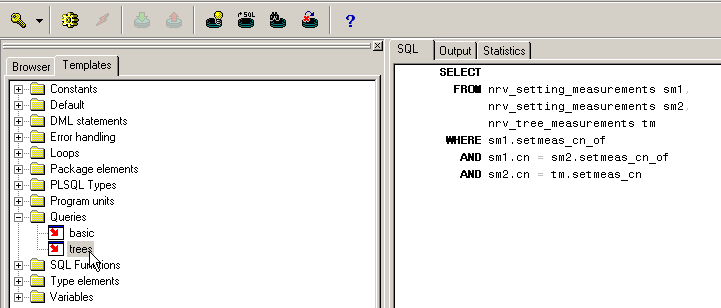 SQL
?
Browser
Templates
SQL
Output
Statistics
Constants
Default
DML statements
Error handling
Loops
Package elements
PLSQL Types
Program units
Queries
basic
trees
SQL Functions
Type elements
Variables
SELECT
FROM nrv_setting_measurements sm1,
nrv_setting_measurements sm2,
nrv_tree_measurements tm
WHERE sm1.setmeas_cn_of
AND sm1.cn = sm2.setmeas_cn_of
AND sm2.cn = tm.setmeas_cn